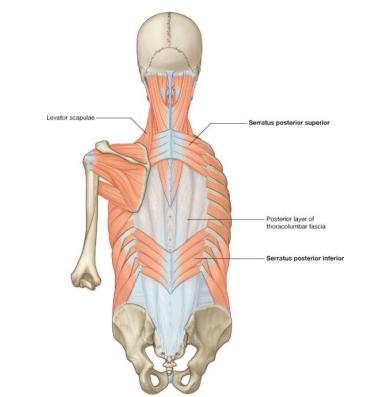 Levator scapulae
Serratus posterior superior
Posterior layer of
thoracolumbar fascia
Serratus posterior inferior